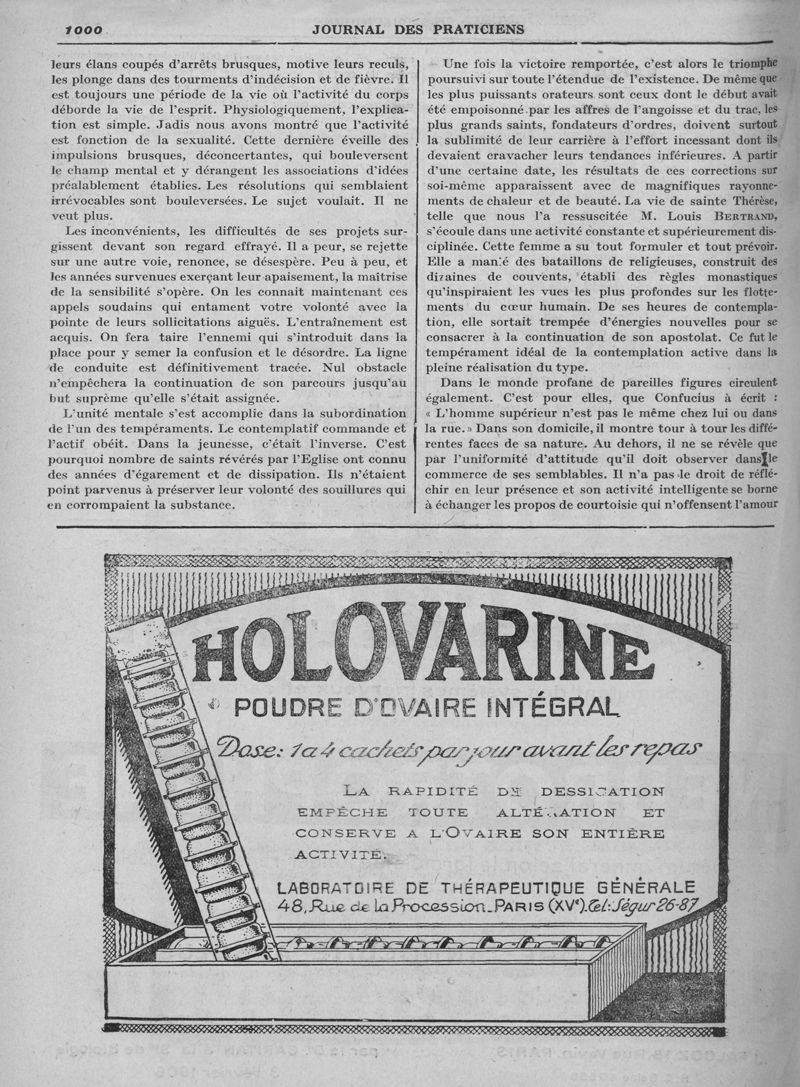 1000
JOURNAL DES PRATICIENS
leurs élans coupés d'arrêts brusques, motive leurs reculs,
les plonge dans des tourments d'indécision et de fièvre. Il
est toujours une période de la vie où l'activité du corps
déborde la vie de l'esprit. Physiologiquement, l'explica-
tion est simple. Jadis nous avons montré que l'activité
est fonction de la sexualité. Cette dernière éveille des
impulsions brusques, déconcertantes, qui bouleversent
le champ mental et y dérangent les associations d'idées
préalablement établies. Les résolutions qui semblaient
irrévocables sont bouleversées. Le sujet voulait. Il ne
veut plus.
Les inconvénients, les difficultés de ses projets sur-
gissent devant son regard effrayé. Il a peur, se rejette
sur une autre voie, renonce, se désespère. Peu à peu, et
les années survenues exerçant leur apaisement, la maîtrise
de la sensibilité s'opère. On les connait maintenant ces
appels soudains qui entament votre volonté avec la
pointe de leurs sollicitations aiguës. L'entraînement est
acquis. On fera taire l'ennemi qui s'introduit dans la
place pour y semer la confusion et le désordre. La ligne
de conduite est définitivement tracée. Nul obstacle
n'empêchera la continuation de son parcours jusqu'au
but suprême qu'elle s'était assignée.
L'unité mentale s'est accomplie dans la subordination
de l'un des tempéraments. Le contemplatif commande et
l'actif obéit. Dans la jeunesse, c'était l'inverse. C'est
pourquoi nombre de saints révérés par l'Eglise ont connu
des années d'égarement et de dissipation. Ils n'étaient
point parvenus à préserver leur volonté des souillures qui
en corrompaient la substance.
Une fois la victoire remportée, c'est alors le triomphe
poursuivi sur toute l'étendue de l'existence. De même que
les plus puissants orateurs sont ceux dont le début avait
été empoisonné par les affres de l'angoisse et du trac, les
plus grands saints, fondateurs d'ordres, doivent surtout
la sublimité de leur carrière à l'effort incessant dont ils
devaient cravacher leurs tendances inférieures. A partir
d'une certaine date, les résultats de ces corrections sur
soi-même apparaissent avec de magnifiques rayonne-
ments de chaleur et de beauté. La vie de sainte Thérèse,
telle que nous l'a ressuscitée M. Louis BERTRAND,
s'écoule dans une activité constante et supérieurement dis-
ciplinée. Cette femme a su tout formuler et tout prévoir.
Elle a manié des bataillons de religieuses, construit des
dizaines de couvents, établi des règles monastiques
qu'inspiraient les vues les plus profondes sur les flotte-
ments du cœur humain. De ses heures de contempla-
tion, elle sortait trempée d'énergies nouvelles pour se
consacrer à la continuation de son apostolat. Ce fut le
tempérament idéal de la contemplation active dans la
pleine réalisation du type.
Dans le monde profane de pareilles figures circulent
également. C'est pour elles, que Confucius à écrit :
« L'homme supérieur n'est pas le même chez lui ou dans
la rue. » Dans son domicile, il montre tour à tour les diffé-
rentes faces de sa nature. Au dehors, il ne se révèle que
par l'uniformité d'attitude qu'il doit observer dans le
commerce de ses semblables. Il n'a pas le droit de réflé-
chir en leur présence et son activité intelligente se borne
à échanger les propos de courtoisie qui n'offensent l'amour
HOLOVARINE
POUDRE D'OVAIRE INTÉGRAL
Dose: 1 a 4 cachets par jour avant les repas
LA RAPIDITÉ DE DESSICATION
EMPÊCHE TOUTE ALTÉRATION ET
CONSERVE A L'OVAIRE SON ENTIÈRE
ACTIVITÉ.
LABORATOIRE DE THÉRAPEUTIQUE GÉNÉRALE
48, Rue de la Procession_PARIS (XVe). Tel: Ségur 26-87